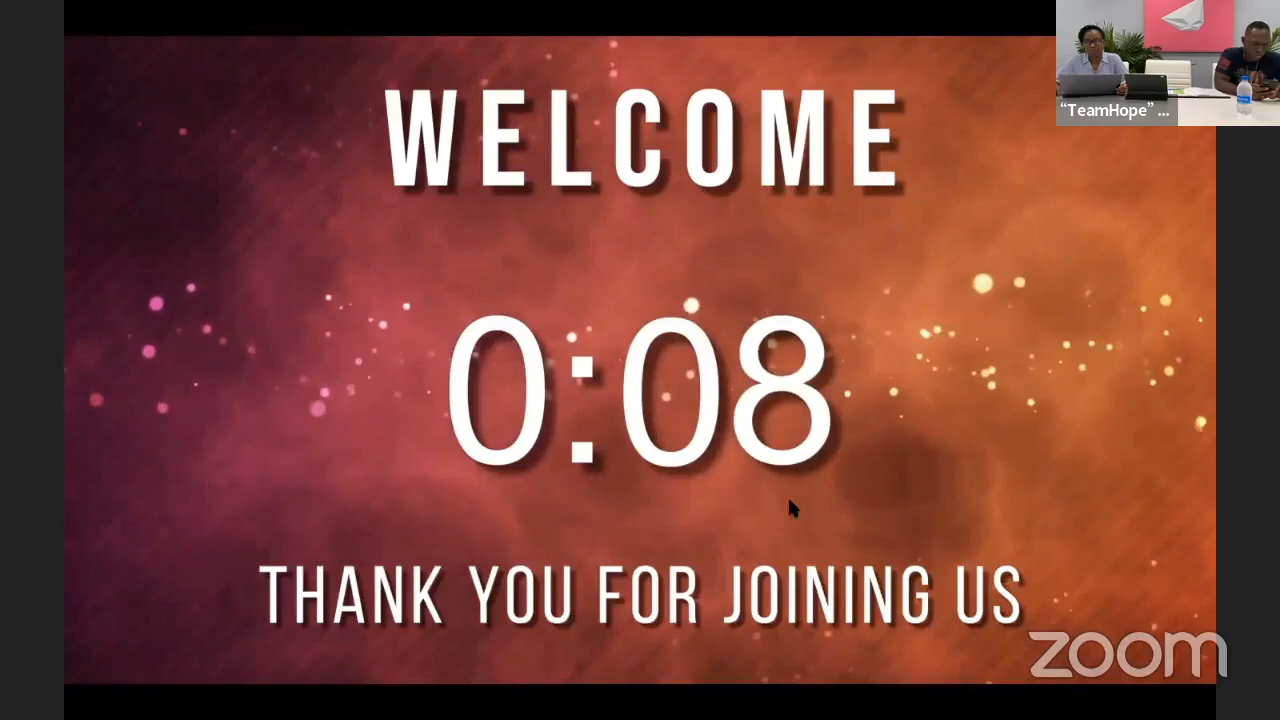 WELCOME
0:08
THANK YOU FOR JOINING US
“TeamHope” ...
zoom